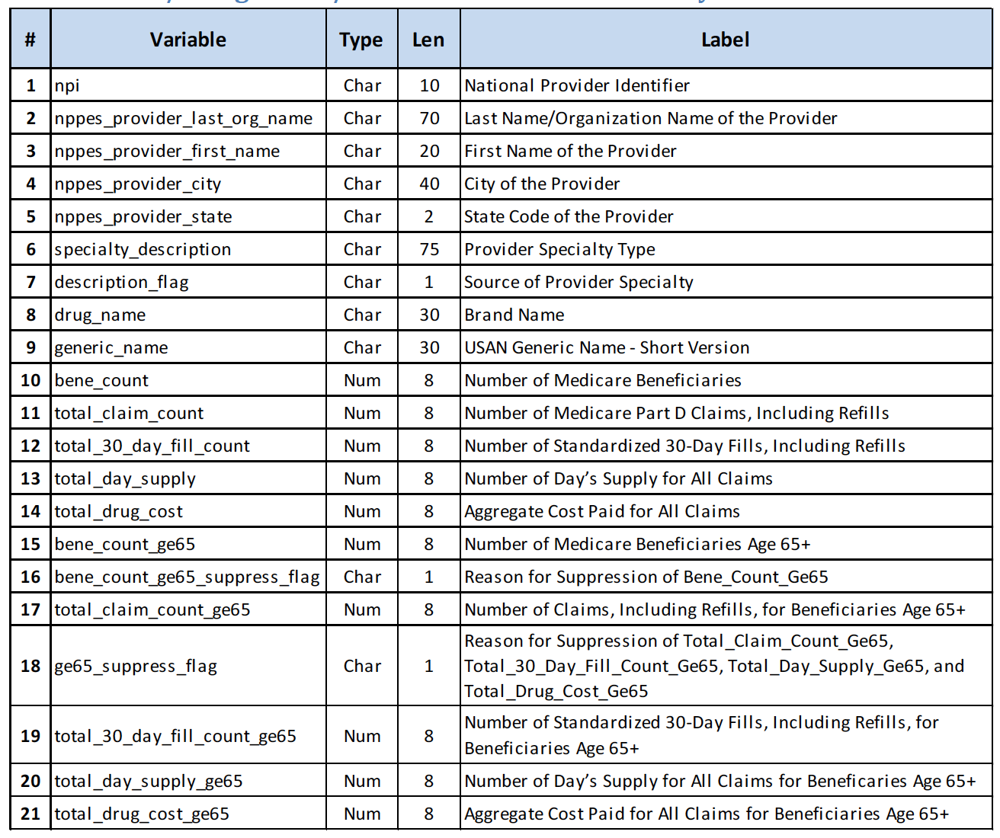 # Variable Type Len Label
1 npi Char 10 National Provider Identifier
2 nppes_provider_last_org_name Char 70 Last Name/Organization Name of the Provider
3 nppes_provider_first_name Char 20 First Name of the Provider
4 nppes_provider_city Char 40 City of the Provider
5 nppes_provider_state Char 2 State Code of the Provider
6 specialty_description Char 75 Provider Specialty Type
7 description_flag Char 1 Source of Provider Specialty
8 drug_name Char 30 Brand Name
9 generic_name Char 30 USAN Generic Name - Short Version
10 bene_count Num 8 Number of Medicare Beneficiaries
11 total_claim_count Num 8 Number of Medicare Part D Claims, Including Refills
12 total_30_day_fill_count Num 8 Number of Standardized 30-Day Fills, Including Refills
13 total_day_supply Num 8 Number of Day’s Supply for All Claims
14 total_drug_cost Num 8 Aggregate Cost Paid for All Claims
15 bene_count_ge65 Num 8 Number of Medicare Beneficiaries Age 65+
16 bene_count_ge65_suppress_flag Char 1 Reason for Suppression of Bene_Count_Ge65
17 total_claim_count_ge65 Num 8 Number of Claims, Including Refills, for Beneficiaries Age 65+
18 ge65_suppress_flag Char 1 Reason for Suppression of Total_Claim_Count_Ge65,
Total_30_Day_Fill_Count_Ge65, Total_Day_Supply_Ge65, and
Total_Drug_Cost_Ge65
19 total_30_day_fill_count_ge65 Num 8 Number of Standardized 30-Day Fills, Including Refills, for
Beneficiaries Age 65+
20 total_day_supply_ge65 Num 8 Number of Day’s Supply for All Claims for Beneficaries Age 65+
21 total_drug_cost_ge65 Num 8 Aggregate Cost Paid for All Claims for Beneficiaries Age 65+